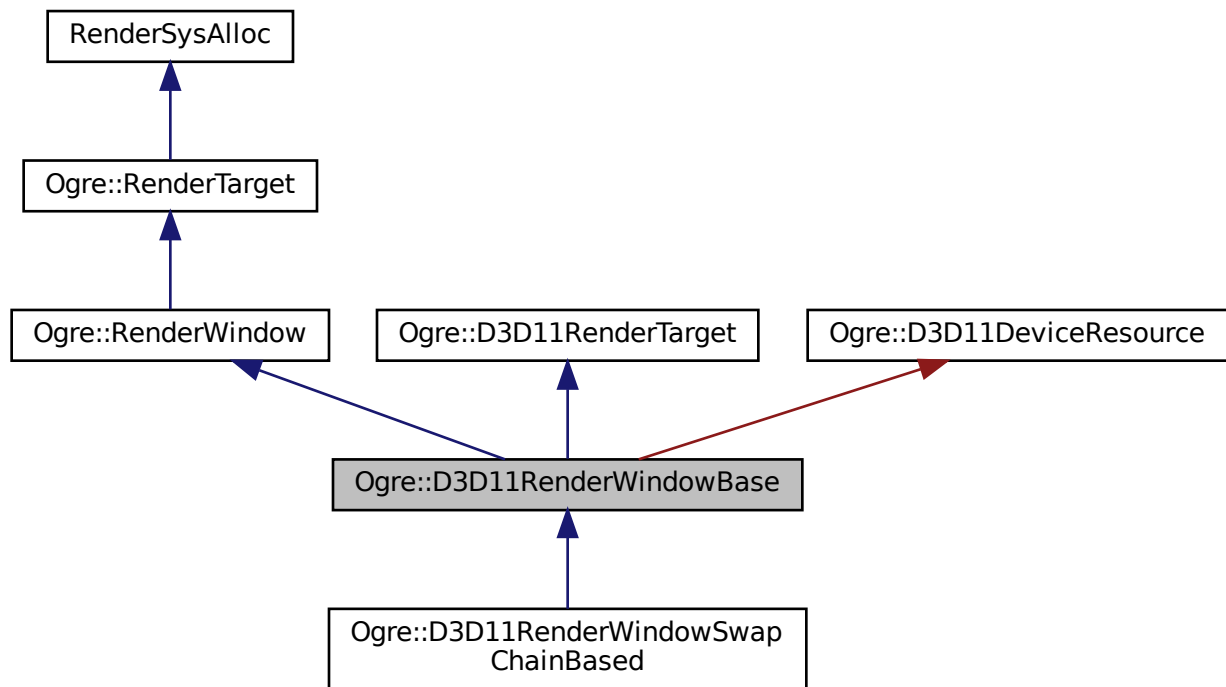 RenderSysAlloc
Ogre::RenderTarget
Ogre::RenderWindow
Ogre::D3D11RenderTarget
Ogre::D3D11DeviceResource
Ogre::D3D11RenderWindowBase
Ogre::D3D11RenderWindowSwap
ChainBased